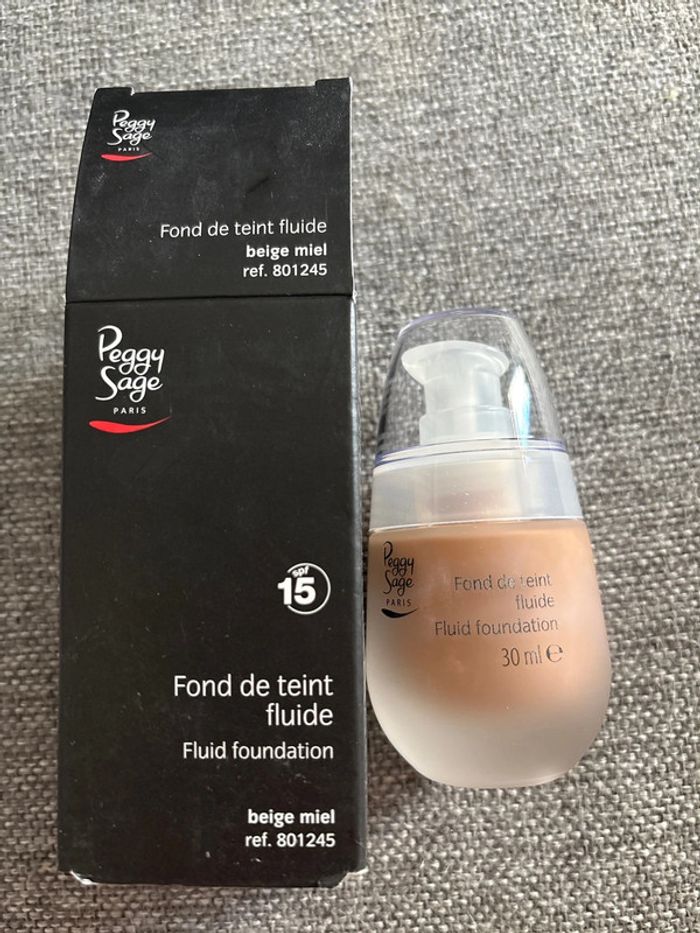 Peggy
Sage
PARIS
Fond de teint fluide
beige miel
ref. 801245
Peggy
Sage
PARIS
spf
15
Fond de teint
fluide
Fluid foundation
beige miel
ref. 801245
Peggy
Sage
PARIS
Fond de teint
fluide
Fluid foundation
30 ml ℮